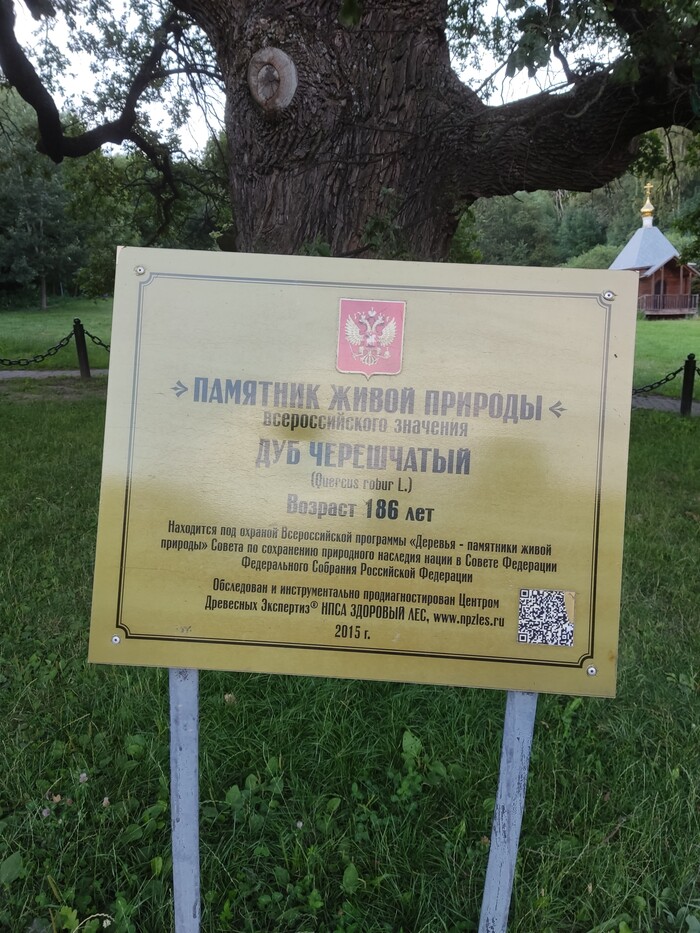 ПАМЯТНИК ЖИВОЙ ПРИРОДЫ
всероссийского значения
ДУБ ЧЕРЕШЧАТЫЙ
(Quercus robur L.)
Возраст 186 лет
Находится под охраной Всероссийской программы «Деревья - памятники живой
природы» Совета по сохранению природного наследия нации в Совете Федерации
Федерального Собрания Российской Федерации
Обследован и инструментально продиагностирован Центром
Древесных Экспертиз® НПСА ЗДОРОВЫЙ ЛЕС, www.npzles.ru
2015 г.